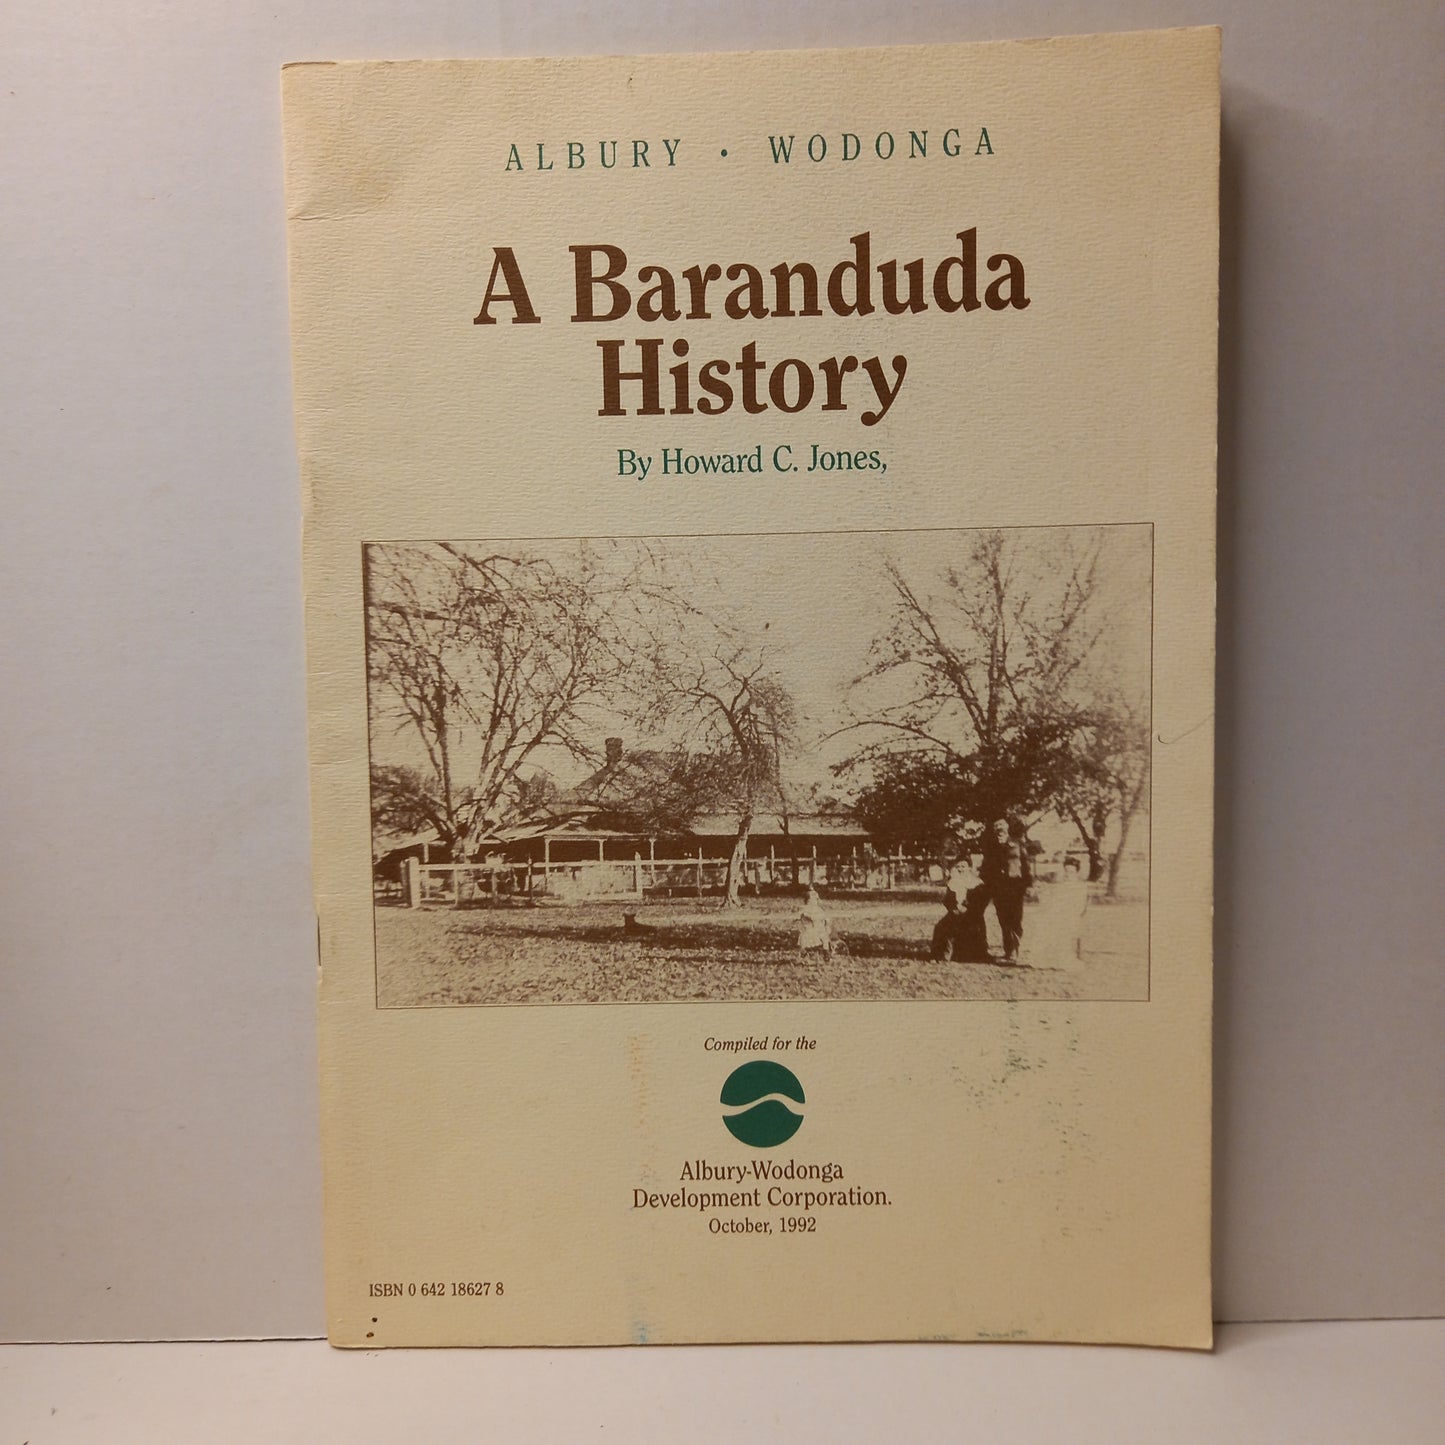 ALBURY • WODONGA
A Baranduda
History
By Howard C. Jones,
Compiled for the
Albury-Wodonga
Development Corporation.
October, 1992
ISBN 0 642 18627 8